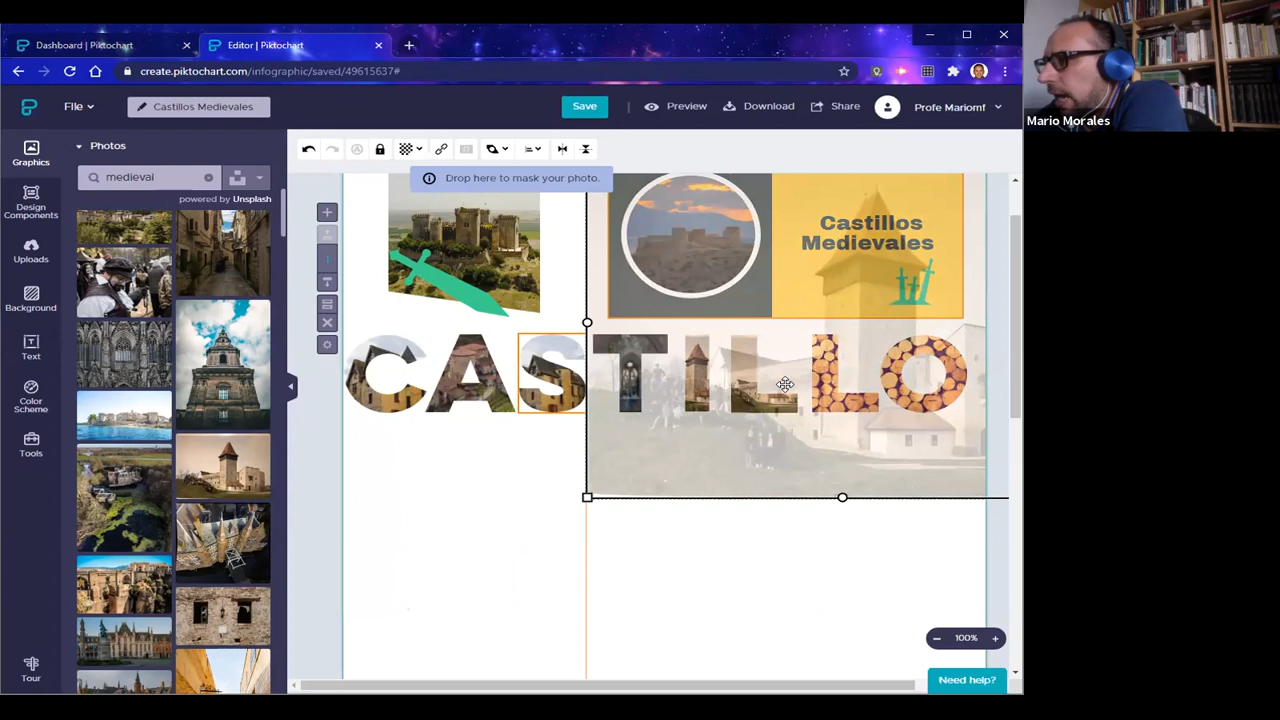 Dashboard | Piktochart
Editor | Piktochart
create.piktochart.com/infographic/saved/49615637#
File
Castillos Medievales
Save
Preview
Download
Share
Profe Mariomf
Mario Morales
Graphics
Design Components
Uploads
Background
Text
Color Scheme
Tools
Tour
Photos
medieval
powered by Unsplash
Drop here to mask your photo.
1
Castillos
Medievales
CASTILLO
100%
Need help?